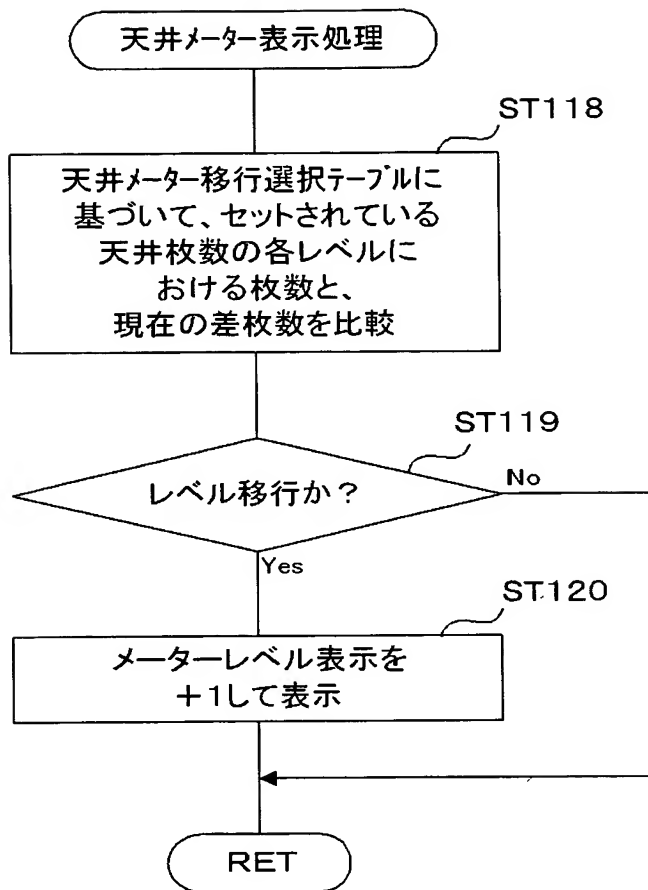 天井メーター表示処理
ST118
天井メーター移行選択テーブルに
基づいて、セットされている
天井枚数の各レベルに
おける枚数と、
現在の差枚数を比較
ST119
レベル移行か？
No
Yes
ST120
メーターレベル表示を
＋1して表示
RET